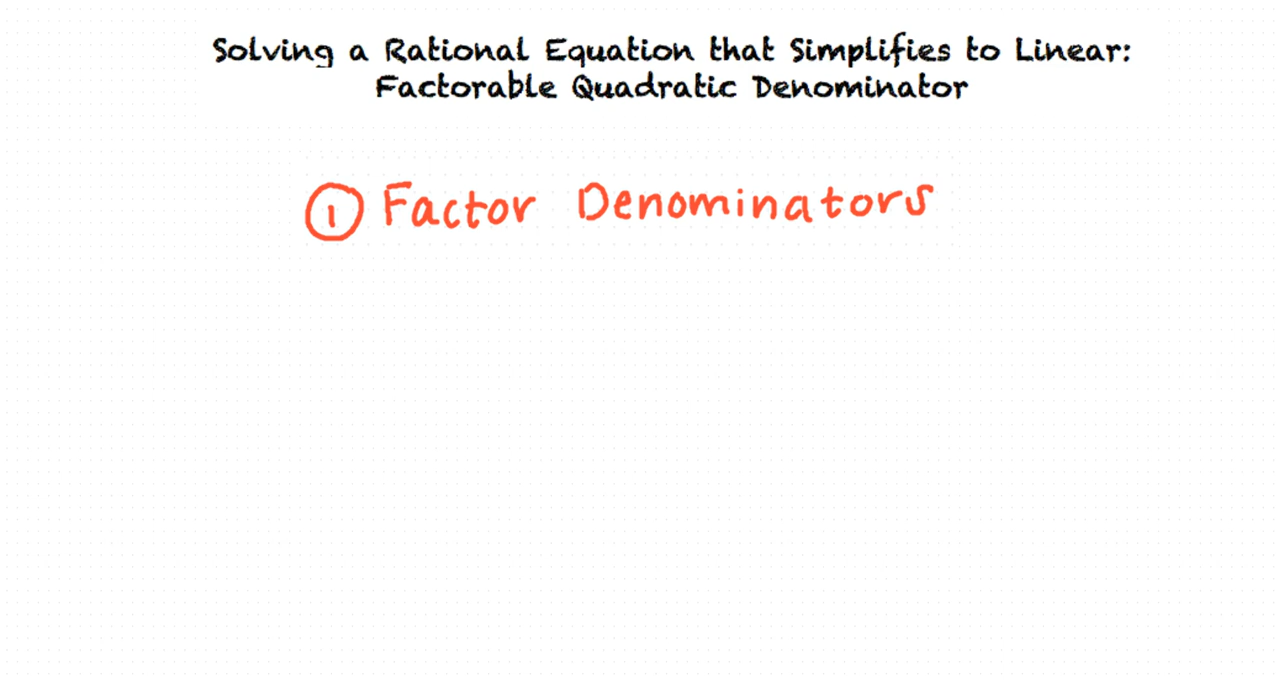 Solving a Rational Equation that Simplifies to Linear:
Factorable Quadratic Denominator
① Factor Denominators